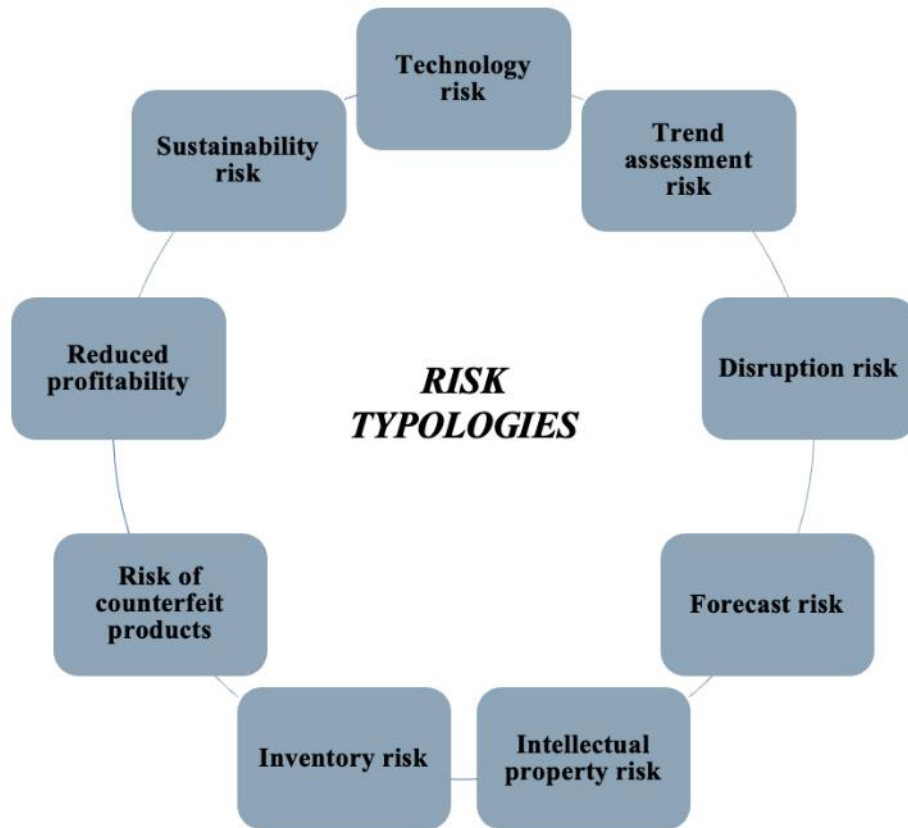 Technology
risk
Trend
assessment
risk
Disruption risk
Forecast risk
Intellectual
property risk
Inventory risk
Risk of
counterfeit
products
Reduced
profitability
Sustainability
risk
RISK
TYPOLOGIES